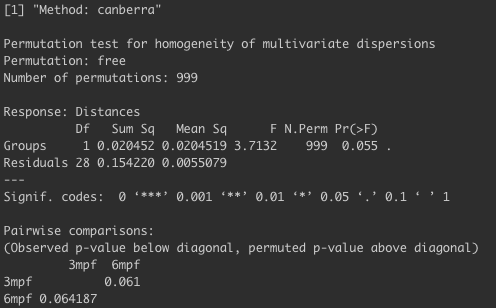 [1] "Method: canberra"

Permutation test for homogeneity of multivariate dispersions
Permutation: free
Number of permutations: 999

Response: Distances
          Df   Sum Sq   Mean Sq      F N.Perm Pr(>F)
Groups     1 0.020452 0.0204519 3.7132    999  0.055 .
Residuals 28 0.154220 0.0055079
---
Signif. codes:  0 ‘***’ 0.001 ‘**’ 0.01 ‘*’ 0.05 ‘.’ 0.1 ‘ ’ 1

Pairwise comparisons:
(Observed p-value below diagonal, permuted p-value above diagonal)
         3mpf  6mpf
3mpf          0.061
6mpf 0.064187